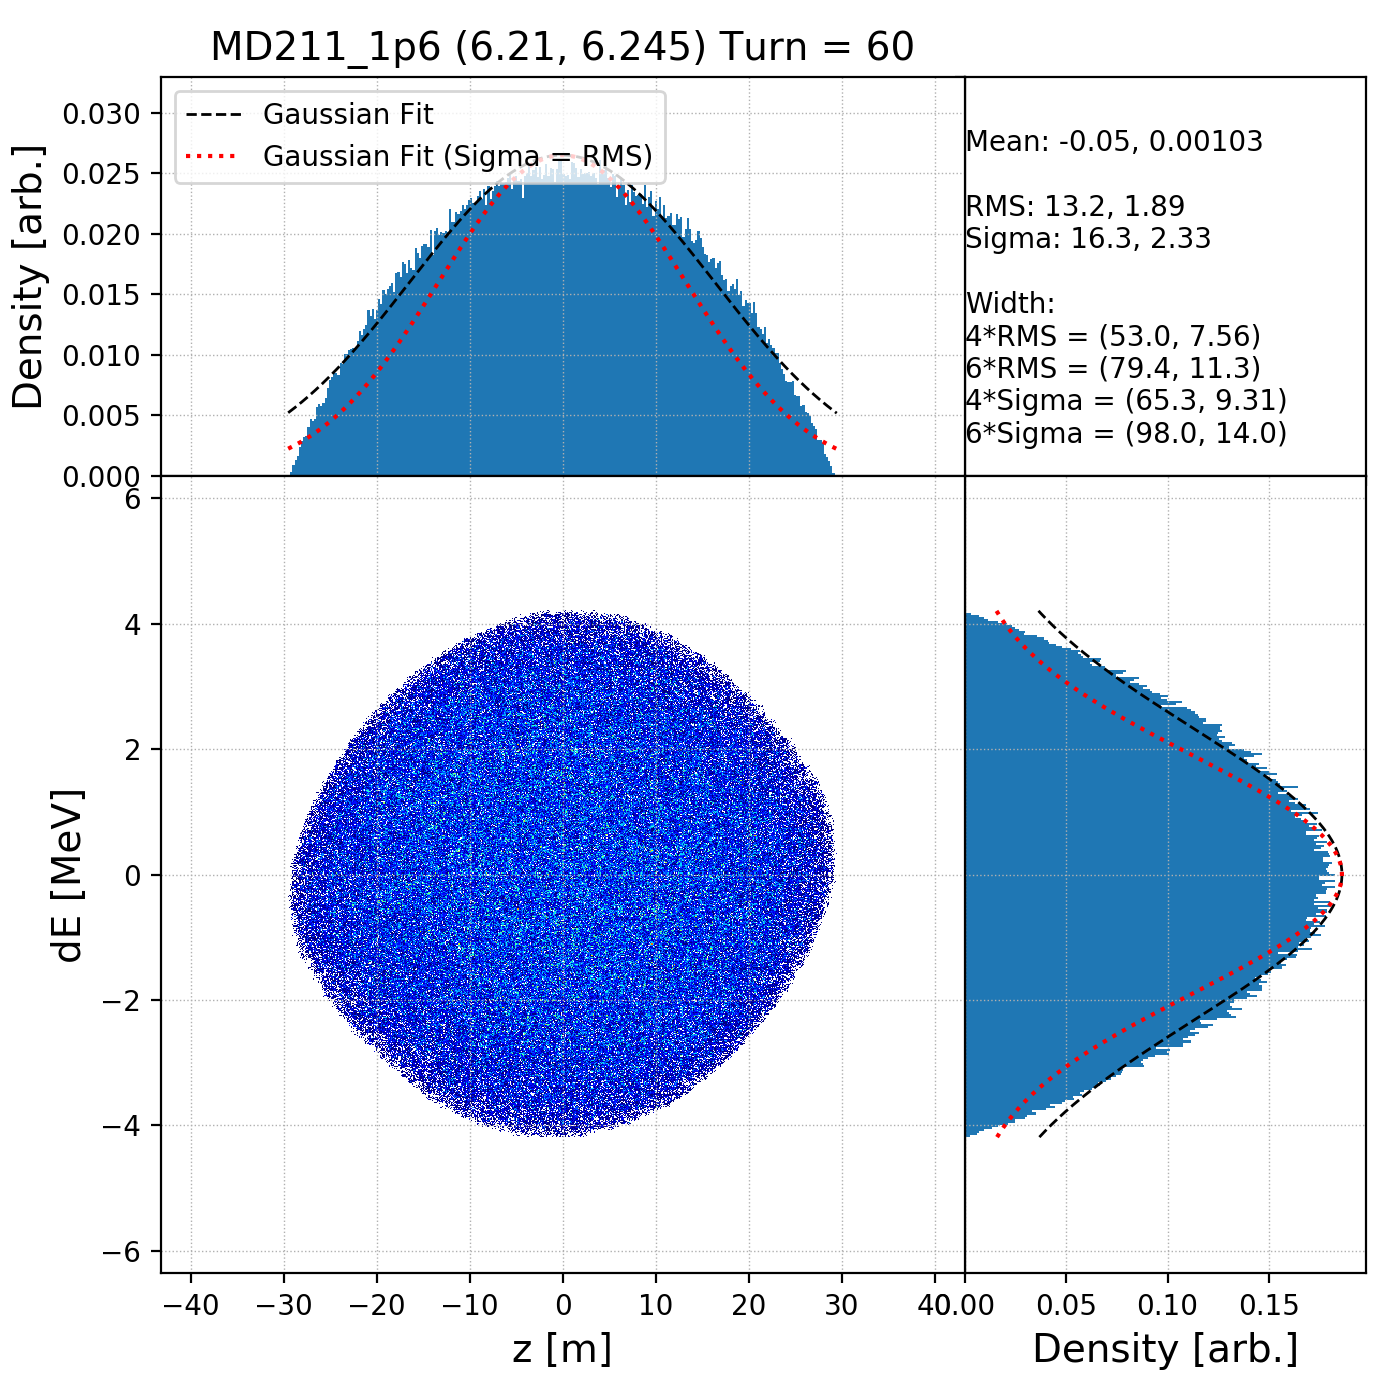 MD211_1p6 (6.21, 6.245) Turn = 60
Gaussian Fit
Gaussian Fit (Sigma = RMS)
Density [arb.]
0.030
0.025
0.020
0.015
0.010
0.005
0.000
Mean: -0.05, 0.00103
RMS: 13.2, 1.89
Sigma: 16.3, 2.33
Width:
4*RMS = (53.0, 7.56)
6*RMS = (79.4, 11.3)
4*Sigma = (65.3, 9.31)
6*Sigma = (98.0, 14.0)
dE [MeV]
6
4
2
0
−2
−4
−6
−40 −30 −20 −10 0 10 20 30 40
z [m]
0.00 0.05 0.10 0.15
Density [arb.]